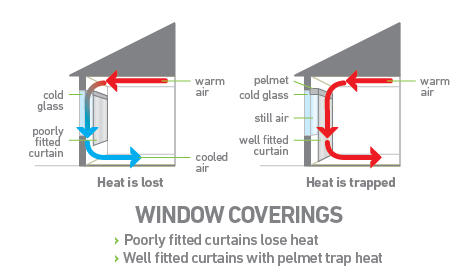 warm
air
cold
glass
poorly
fitted
curtain
cooled
air
Heat is lost
pelmet
cold glass
still air
well fitted
curtain
warm
air
Heat is trapped
WINDOW COVERINGS
> Poorly fitted curtains lose heat
> Well fitted curtains with pelmet trap heat